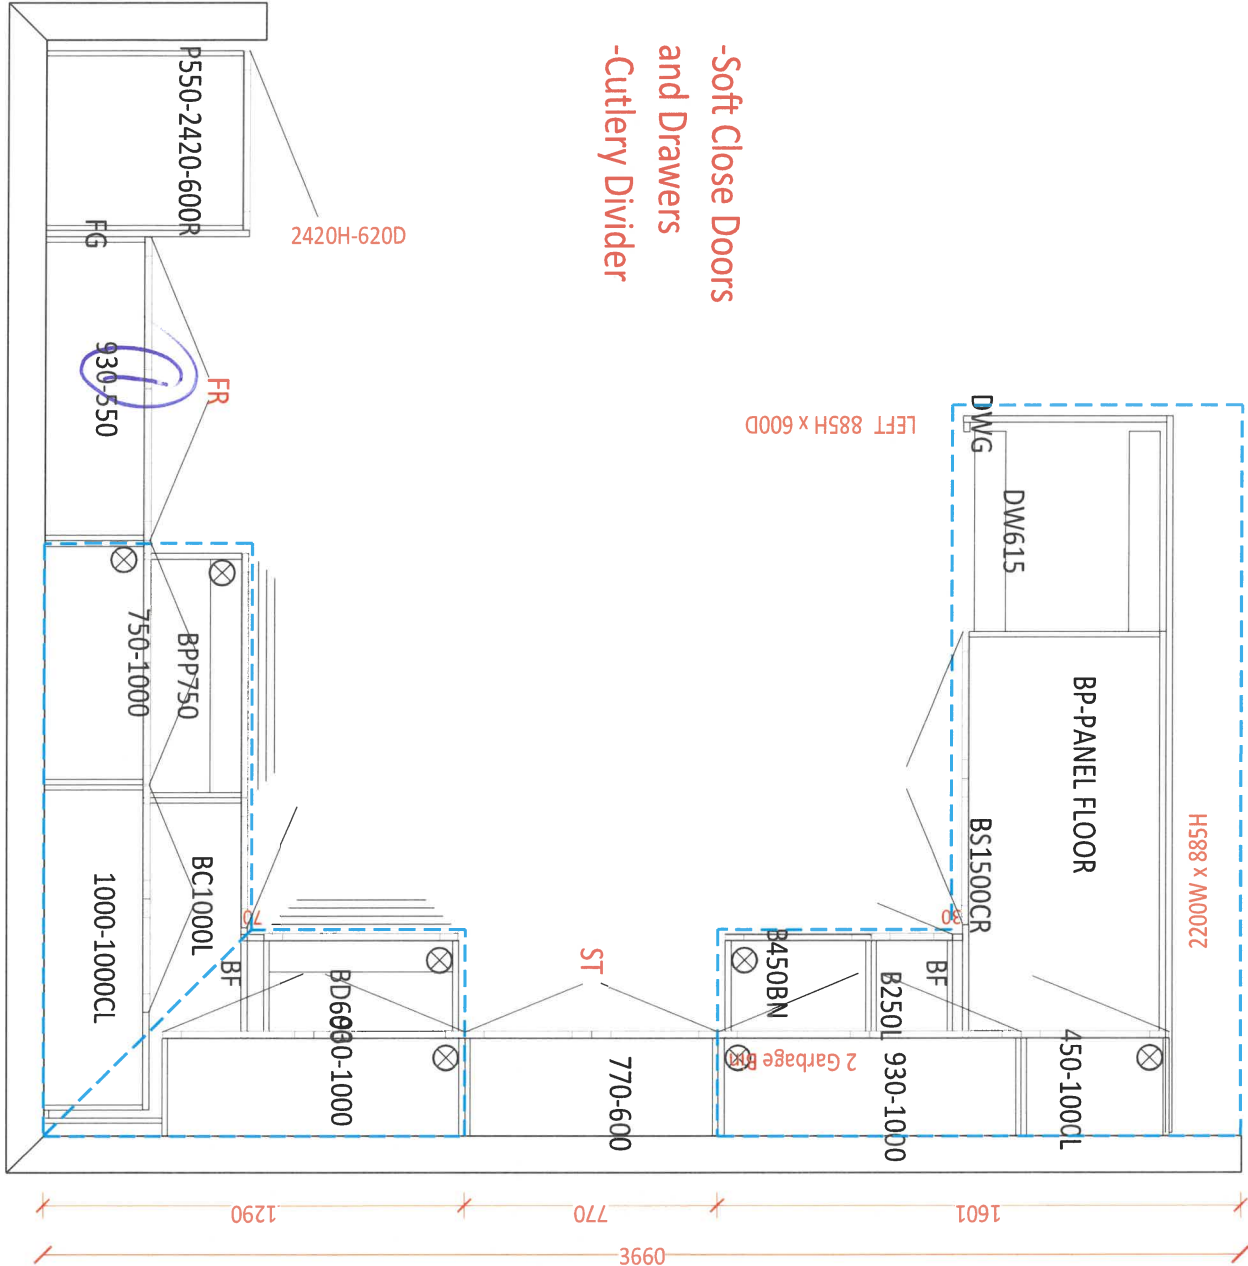 -Soft Close Doors
and Drawers
-Cutlery Divider
P550-2420-600R
2420H-620D
FG
930-550
FR
750-1000
BPP750
1000-1000CL
BC1000L
70
BF
BD600
930-1000
ST
770-600
LEFT 885H x 600D
DWG
DW615
BP-PANEL FLOOR
BS1500CR
2200W x 885H
30
BF
B450BN
B250L
2 Garbage Bin
930-1000
450-1000L
1290
770
1601
3660